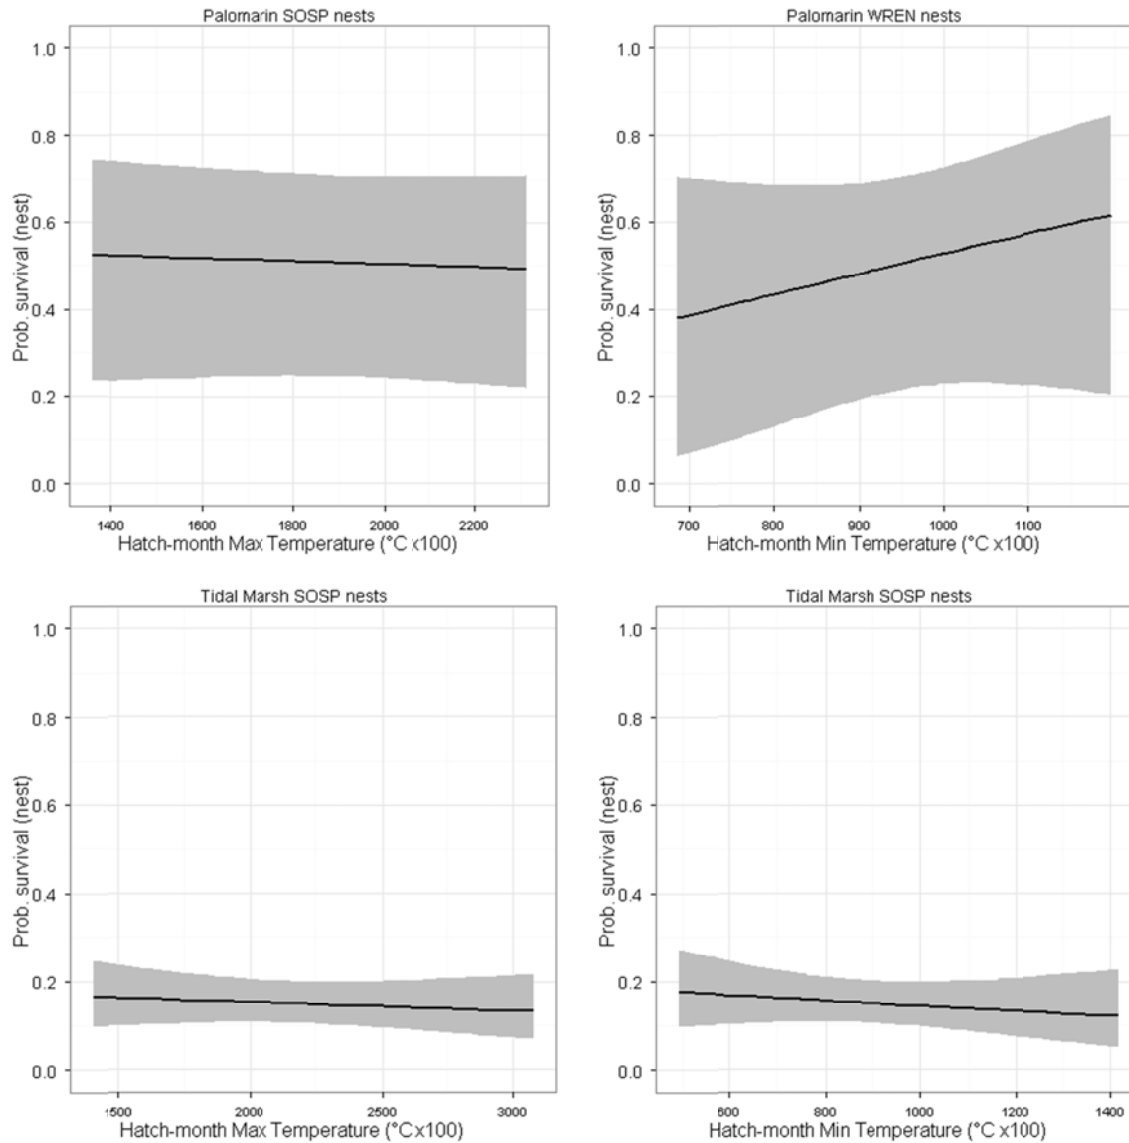 Palomarin SOSP nests
Prob. survival (nest)
1.0
0.8
0.6
0.4
0.2
0.0
1400 1600 1800 2000 2200
Hatch-month Max Temperature (°C x100)
Palomarin WREN nests
Prob. survival (nest)
1.0
0.8
0.6
0.4
0.2
0.0
700 800 900 1000 1100
Hatch-month Min Temperature (°C x100)
Tidal Marsh SOSP nests
Prob. survival (nest)
1.0
0.8
0.6
0.4
0.2
0.0
1500 2000 2500 3000
Hatch-month Max Temperature (°C x100)
Tidal Marsh SOSP nests
Prob. survival (nest)
1.0
0.8
0.6
0.4
0.2
0.0
600 800 1000 1200 1400
Hatch-month Min Temperature (°C x100)